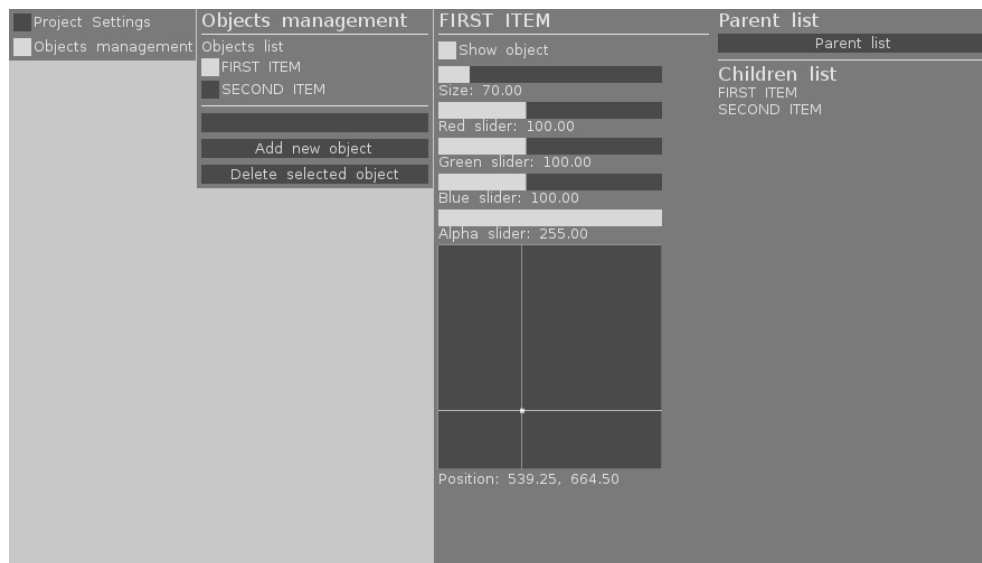 Project Settings
Objects management
Objects management
Objects list
FIRST ITEM
SECOND ITEM
Add new object
Delete selected object
FIRST ITEM
Show object
Size: 70.00
Red slider: 100.00
Green slider: 100.00
Blue slider: 100.00
Alpha slider: 255.00
Position: 539.25, 664.50
Parent list
Parent list
Children list
FIRST ITEM
SECOND ITEM